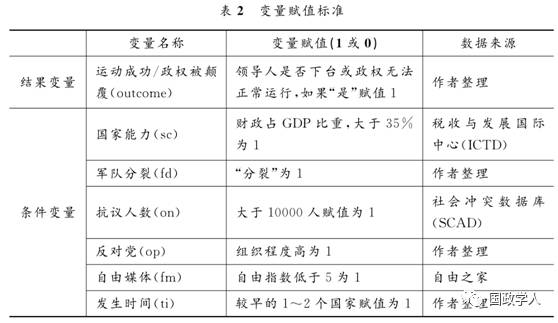 表 2 变量赋值标准
变量名称 变量赋值(1 或 0) 数据来源
结果变量 运动成功/政权被颠覆(outcome) 领导人是否下台或政权无法正常运行,如果“是”赋值 1 作者整理
条件变量
国家能力(sc) 财政占 GDP 比重,大于 35%为 1 税收与发展国际中心(ICTD)
军队分裂(fd) “分裂”为 1 作者整理
抗议人数(on) 大于 10000 人赋值为 1 社会冲突数据库(SCAD)
反对党(op) 组织程度高为 1 作者整理
自由媒体(fm) 自由指数低于 5 为 1 自由之家
发生时间(ti) 较早的 1~2 个国家赋值为 1 作者整理
国政学人